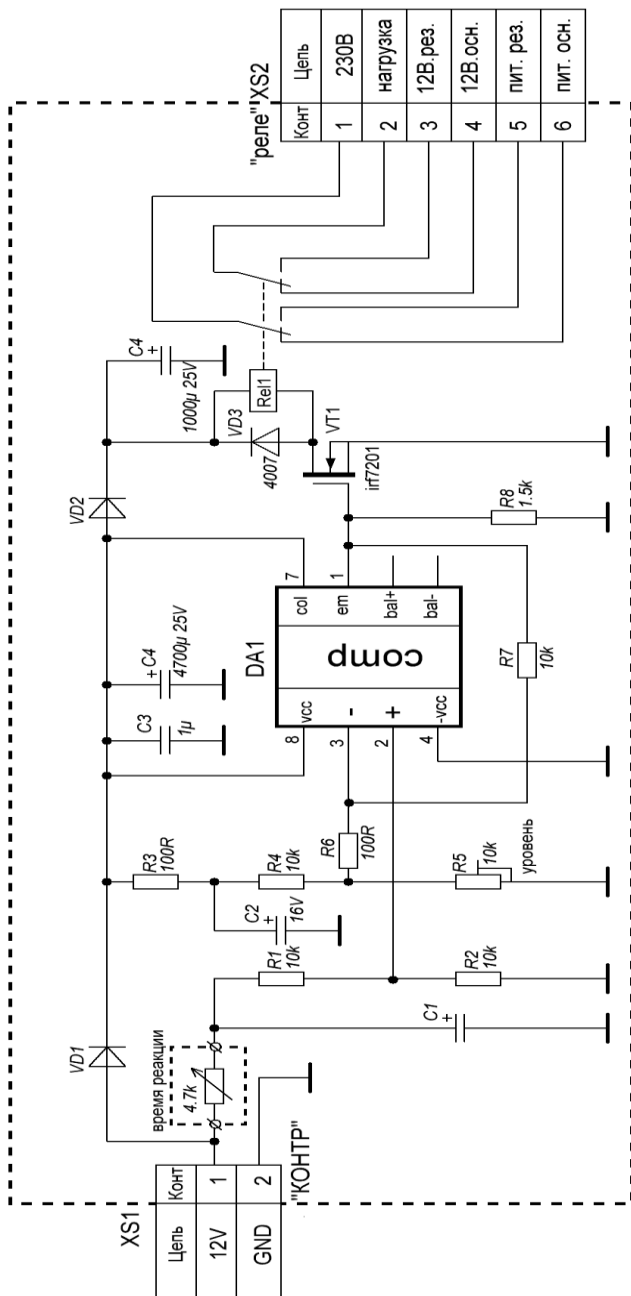 XS1
Цепь Конт
12V 1
GND 2
"КОНТР"
VD1
время реакции
4.7k
C1
+
R1
10k
R2
10k
C2
+
16V
R3
100R
R4
10k
R5
10k
уровень
R6
100R
C3
1µ
+C4
4700µ 25V
DA1
comp
8 vcc
3 -
2 +
4 -vcc
col 7
em 1
bal+
bal-
R7
10k
R8
1.5k
VD2
C4
+
1000µ 25V
VD3
4007
Rel1
VT1
irf7201
"реле" XS2
Конт Цепь
1 230В
2 нагрузка
3 12В.рез.
4 12В.осн.
5 пит. рез.
6 пит. осн.